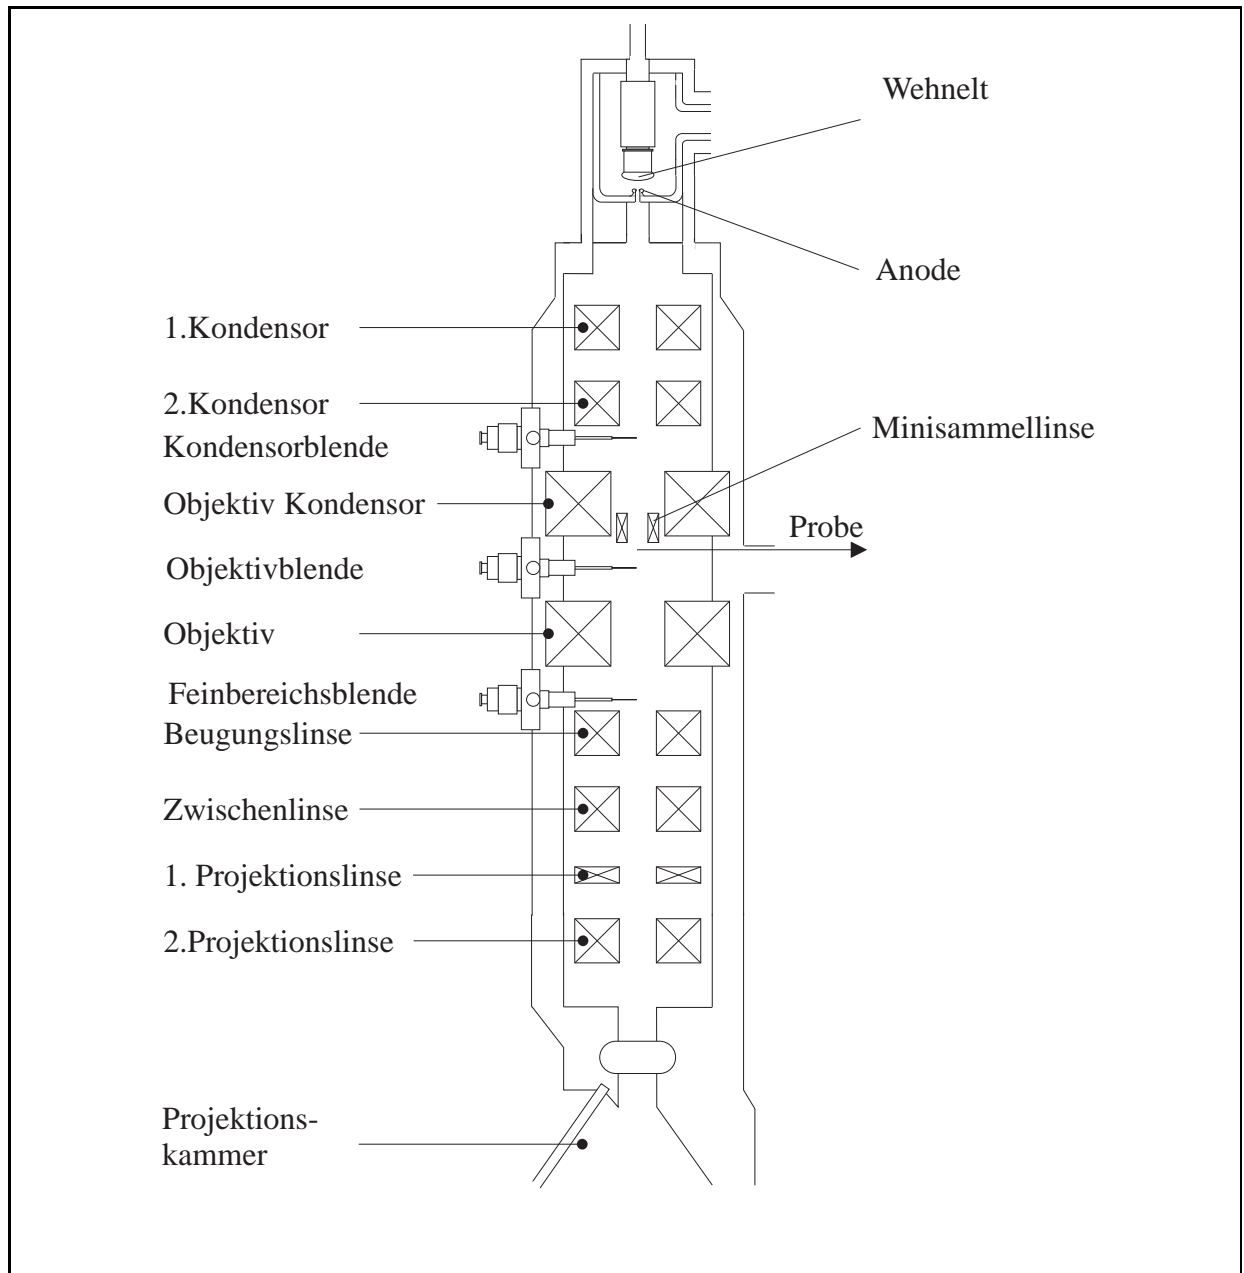 Wehnelt
Anode
1.Kondensor
2.Kondensor
Kondensorblende
Minisammellinse
Objektiv Kondensor
Probe
Objektivblende
Objektiv
Feinbereichsblende
Beugungslinse
Zwischenlinse
1. Projektionslinse
2.Projektionslinse
Projektions-
kammer